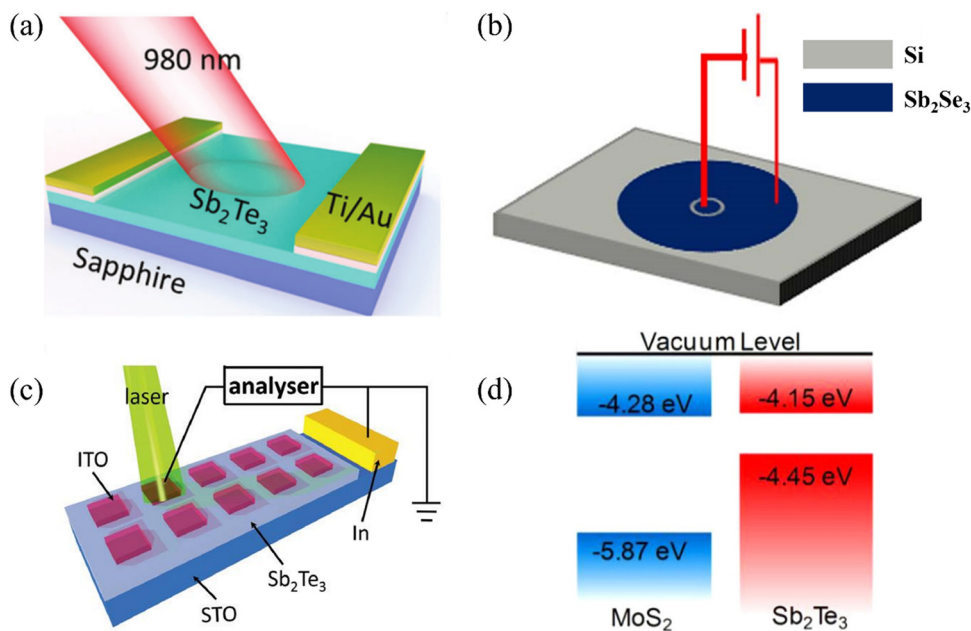 (a)
980 nm
Sb₂Te₃
Ti/Au
Sapphire
(b)
Si
Sb₂Se₃
(c)
laser
analyser
ITO
In
Sb₂Te₃
STO
(d)
Vacuum Level
-4.28 eV
-4.15 eV
-4.45 eV
-5.87 eV
MoS₂
Sb₂Te₃